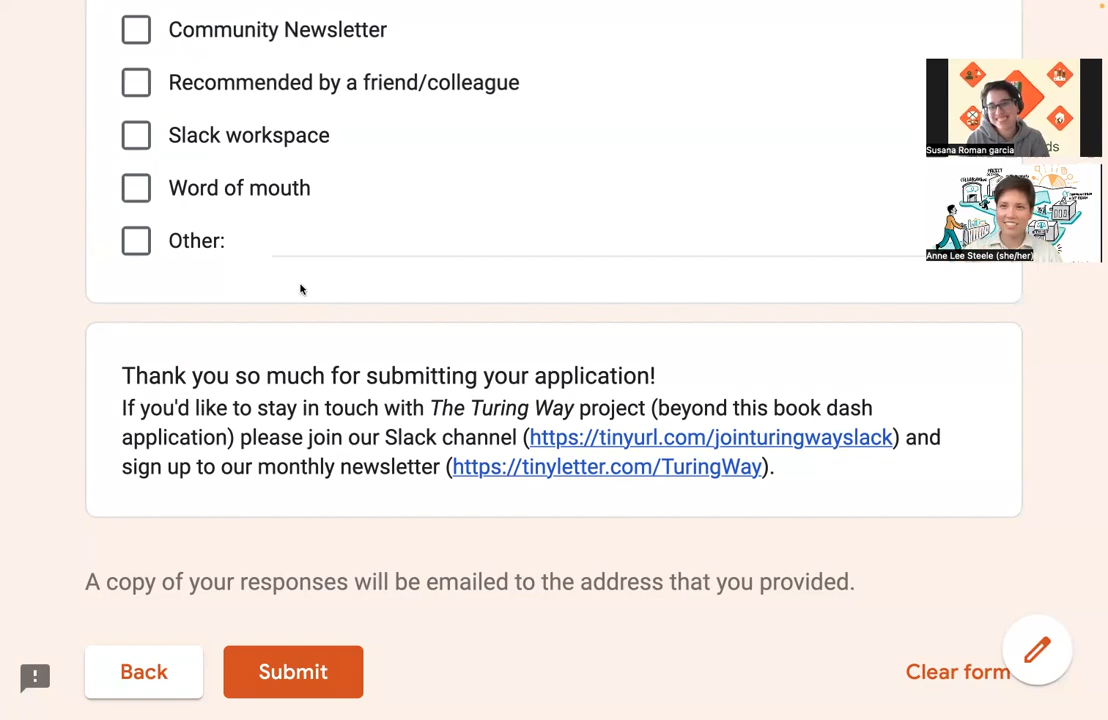 Community Newsletter
Recommended by a friend/colleague
Slack workspace
Word of mouth
Other:
Susana Roman garcia
ds
Anne Lee Steele (she/her)
Thank you so much for submitting your application!
If you'd like to stay in touch with The Turing Way project (beyond this book dash
application) please join our Slack channel (https://tinyurl.com/jointuringwayslack) and
sign up to our monthly newsletter (https://tinyletter.com/TuringWay).
A copy of your responses will be emailed to the address that you provided.
Back
Submit
Clear form